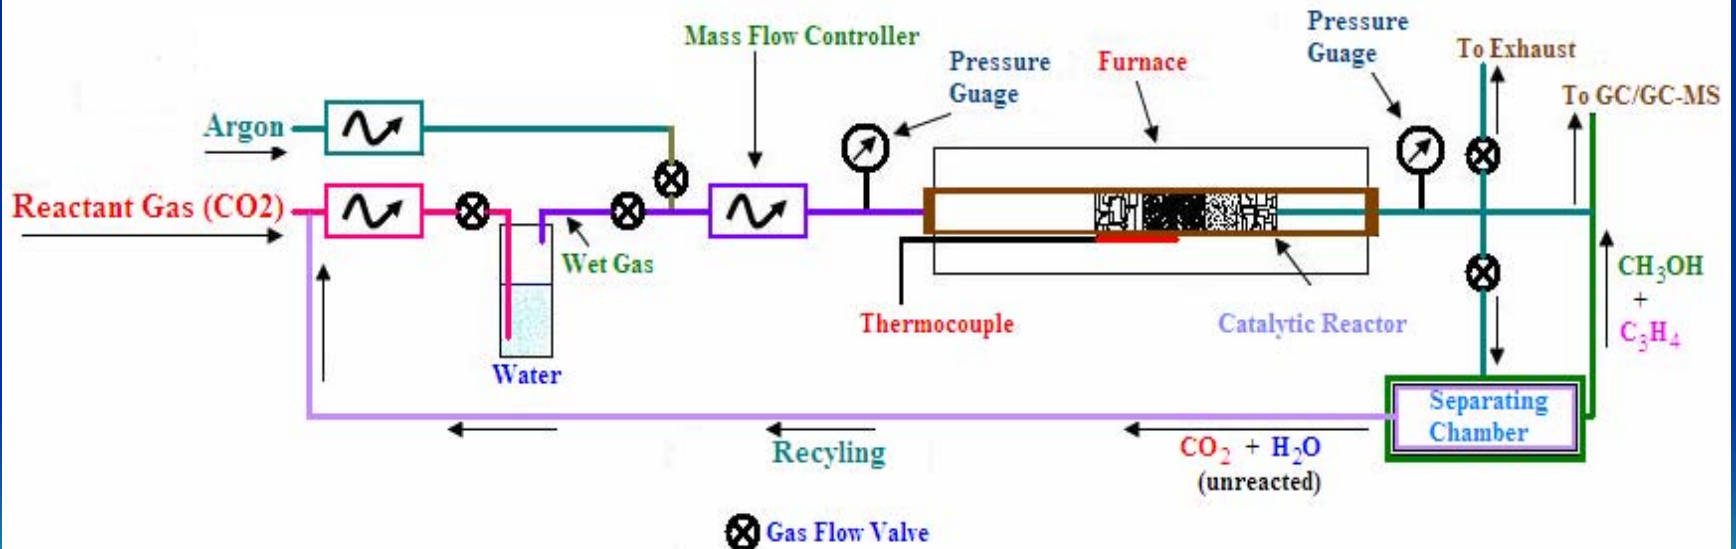 Mass Flow Controller
Pressure
Guage
Furnace
Pressure
Guage
To Exhaust
To GC/GC-MS
Argon
Reactant Gas (CO2)
Wet Gas
Water
Thermocouple
Catalytic Reactor
CH3OH
+
C3H4
Separating
Chamber
Recyling
CO2 + H2O
(unreacted)
Gas Flow Valve